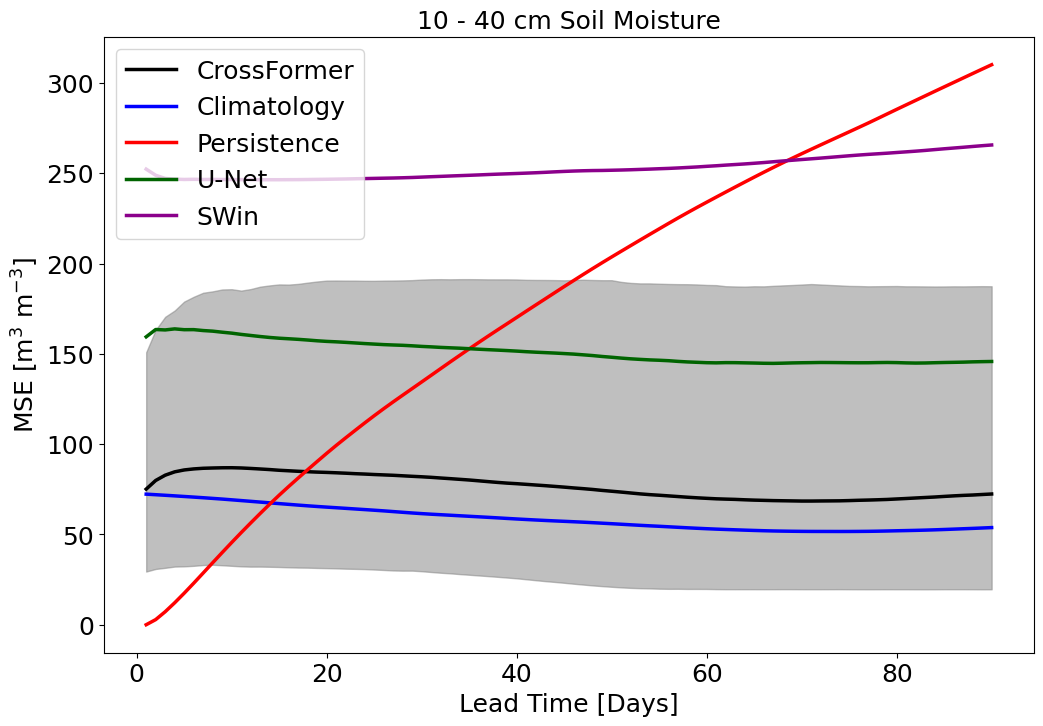 10 - 40 cm Soil Moisture
CrossFormer
Climatology
Persistence
U-Net
SWin
MSE [m³ m⁻³]
300
250
200
150
100
50
0
0 20 40 60 80
Lead Time [Days]